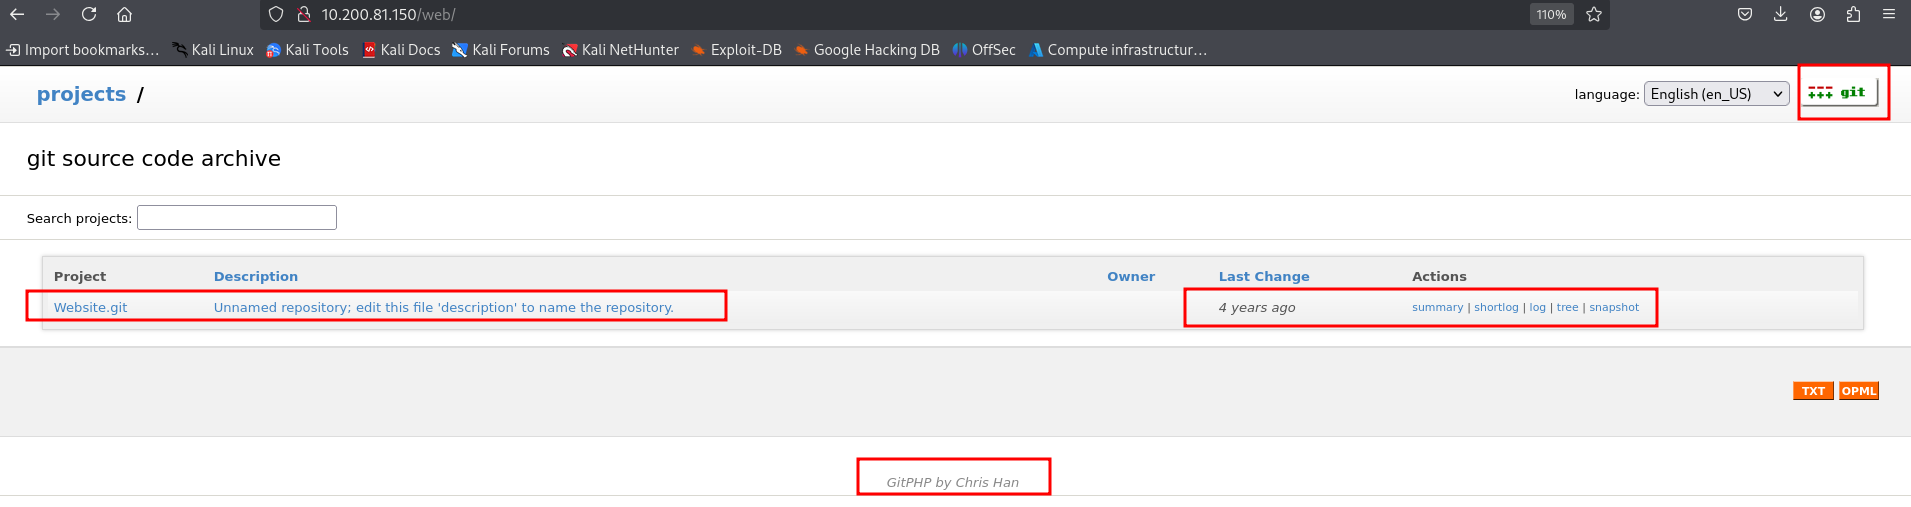 10.200.81.150/web/
110%
Import bookmarks...
Kali Linux
Kali Tools
Kali Docs
Kali Forums
Kali NetHunter
Exploit-DB
Google Hacking DB
OffSec
Compute infrastructur...
projects /
language: English (en_US)
git
git source code archive
Search projects:
Project Description Owner Last Change Actions
Website.git Unnamed repository; edit this file 'description' to name the repository. 4 years ago summary | shortlog | log | tree | snapshot
TXT OPML
GitPHP by Chris Han